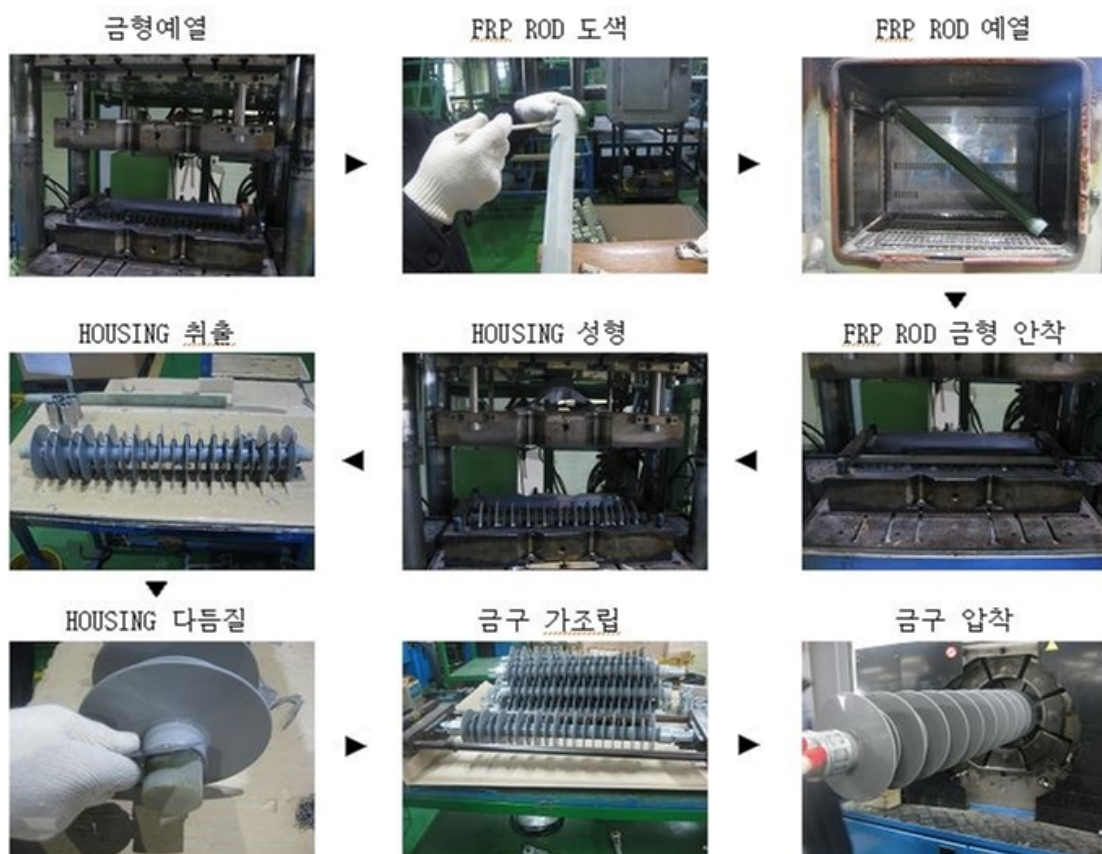 금형예열
FRP ROD 도색
FRP ROD 예열
HOUSING 취출
HOUSING 성형
FRP ROD 금형 안착
HOUSING 다듬질
금구 가조립
금구 압착